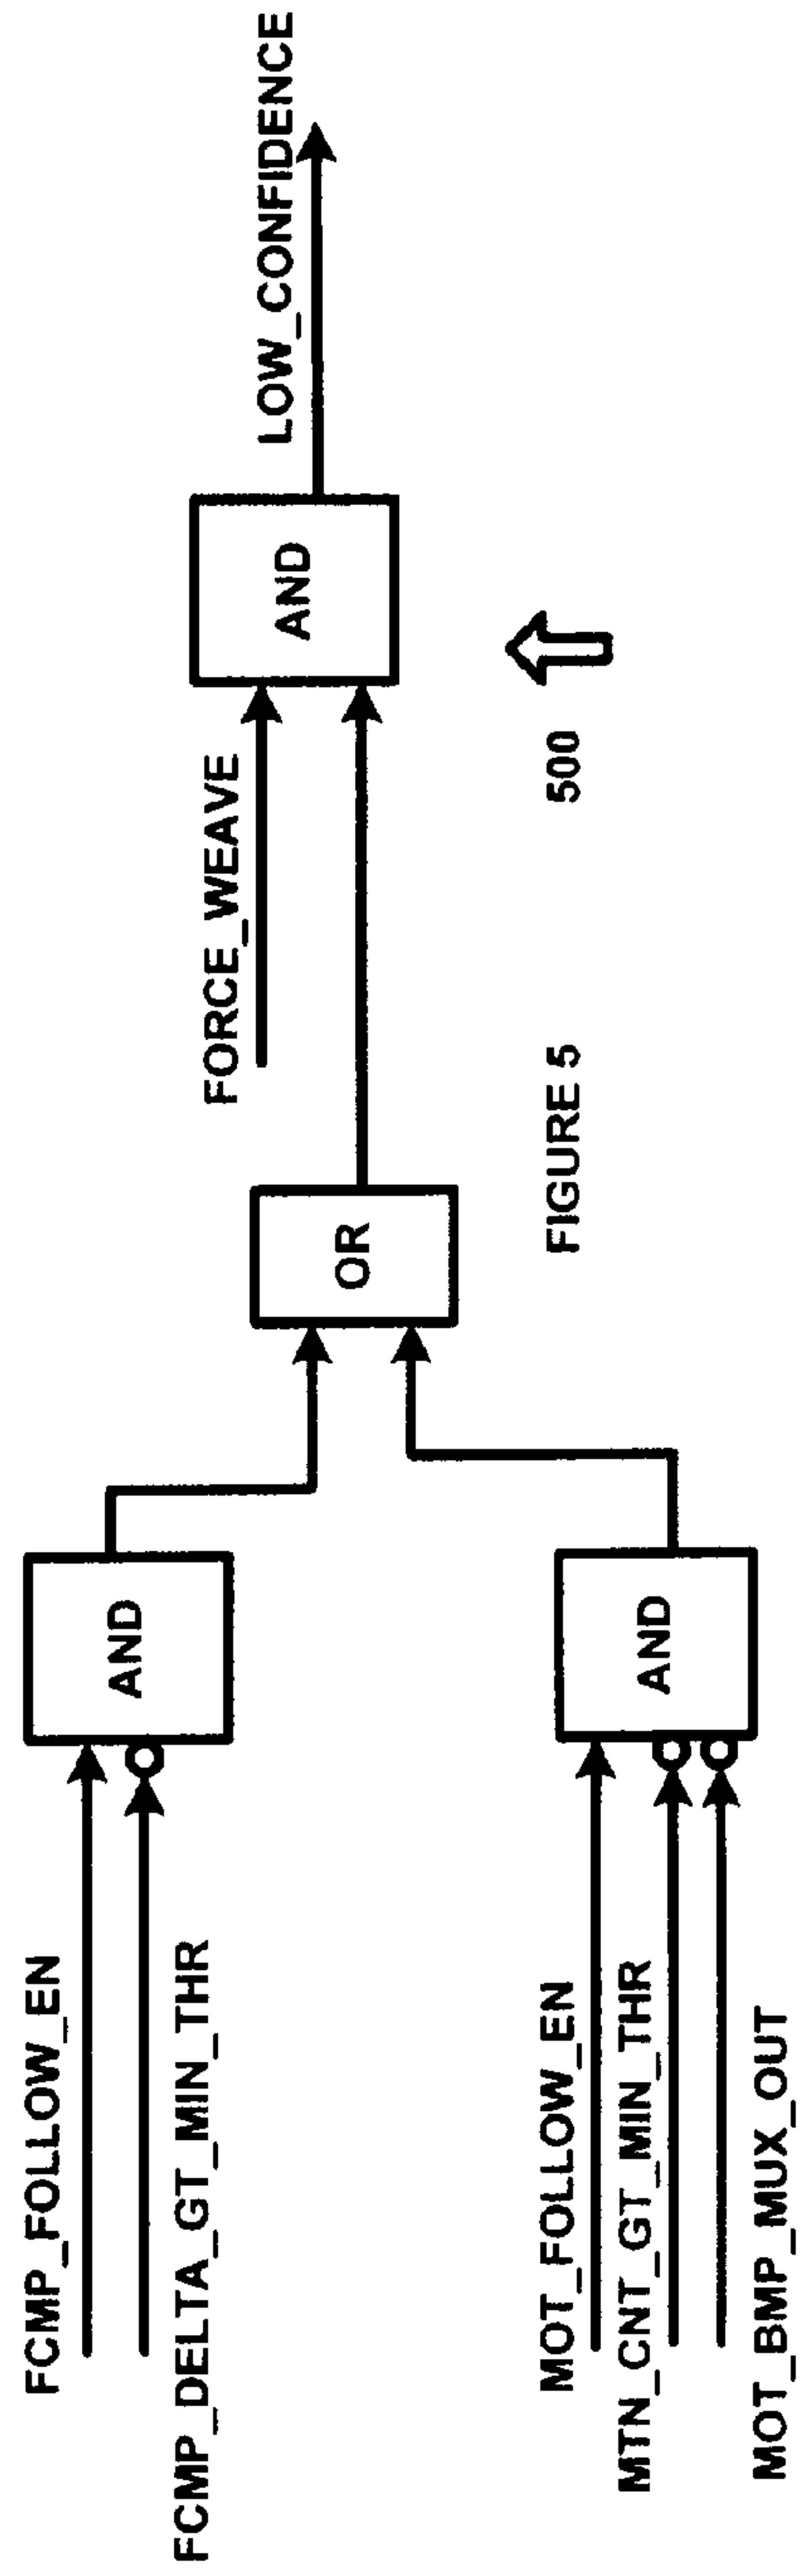 FCMP_FOLLOW_EN
FCMP_DELTA_GT_MIN_THR
AND
MOT_FOLLOW_EN
MTN_CNT_GT_MIN_THR
MOT_BMP_MUX_OUT
AND
OR
FORCE_WEAVE
AND
LOW_CONFIDENCE
FIGURE 5
500